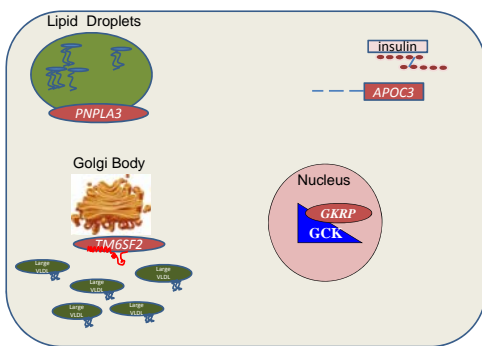 Lipid Droplets
PNPLA3
insulin
APOC3
Golgi Body
TM6SF2
Large
VLDL
Large
VLDL
Large
VLDL
Large
VLDL
Large
VLDL
Nucleus
GKRP
GCK